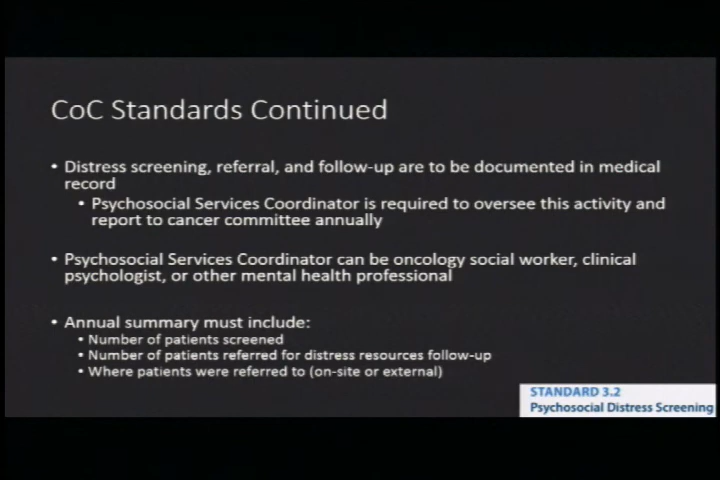 CoC Standards Continued
• Distress screening, referral, and follow-up are to be documented in medical
record
• Psychosocial Services Coordinator is required to oversee this activity and
report to cancer committee annually
• Psychosocial Services Coordinator can be oncology social worker, clinical
psychologist, or other mental health professional
• Annual summary must include:
• Number of patients screened
• Number of patients referred for distress resources follow-up
• Where patients were referred to (on-site or external)
STANDARD 3.2
Psychosocial Distress Screening